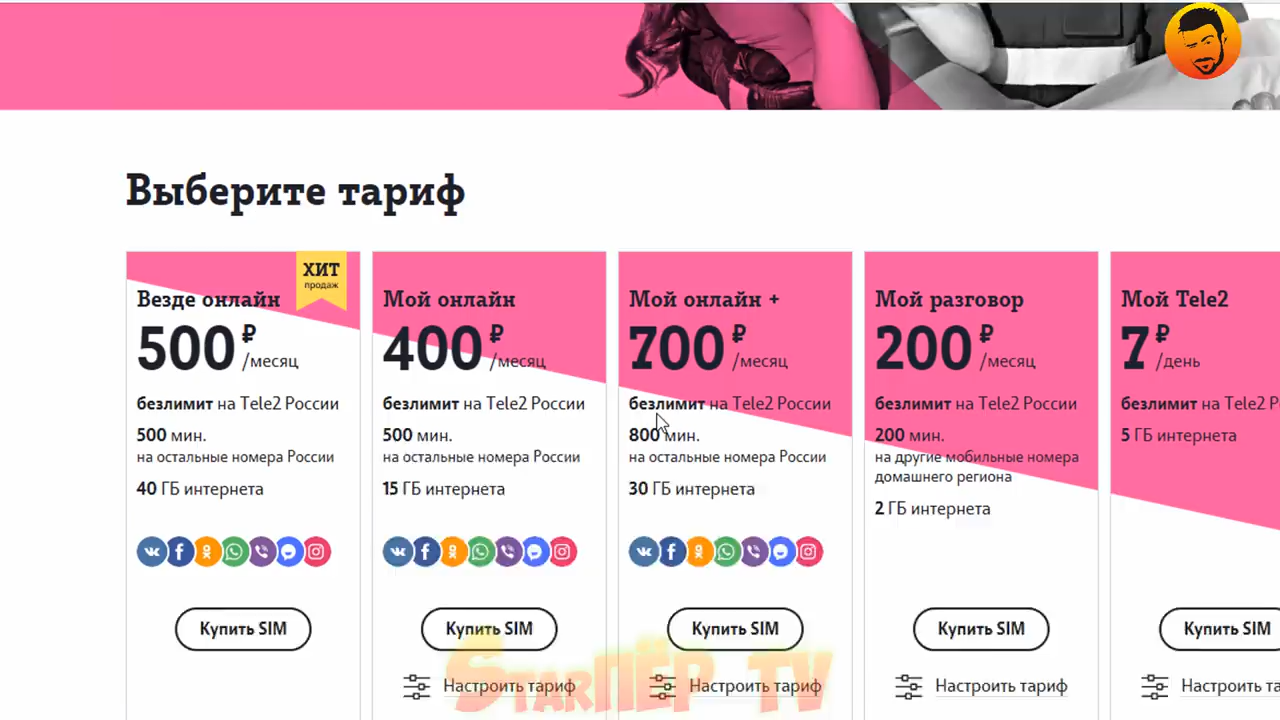 Выберите тариф
ХИТ
продаж
Везде онлайн
500 ₽
/месяц
безлимит на Tele2 России
500 мин.
на остальные номера России
40 ГБ интернета
Купить SIM
Мой онлайн
400 ₽
/месяц
безлимит на Tele2 России
500 мин.
на остальные номера России
15 ГБ интернета
Купить SIM
Настроить тариф
Мой онлайн +
700 ₽
/месяц
безлимит на Tele2 России
800 мин.
на остальные номера России
30 ГБ интернета
Купить SIM
Настроить тариф
Мой разговор
200 ₽
/месяц
безлимит на Tele2 России
200 мин.
на другие мобильные номера
домашнего региона
2 ГБ интернета
Купить SIM
Настроить тариф
Мой Tele2
7 ₽
/день
безлимит на Tele2 Р
5 ГБ интернета
Купить SIM
Настроить та
StarПЁР TV